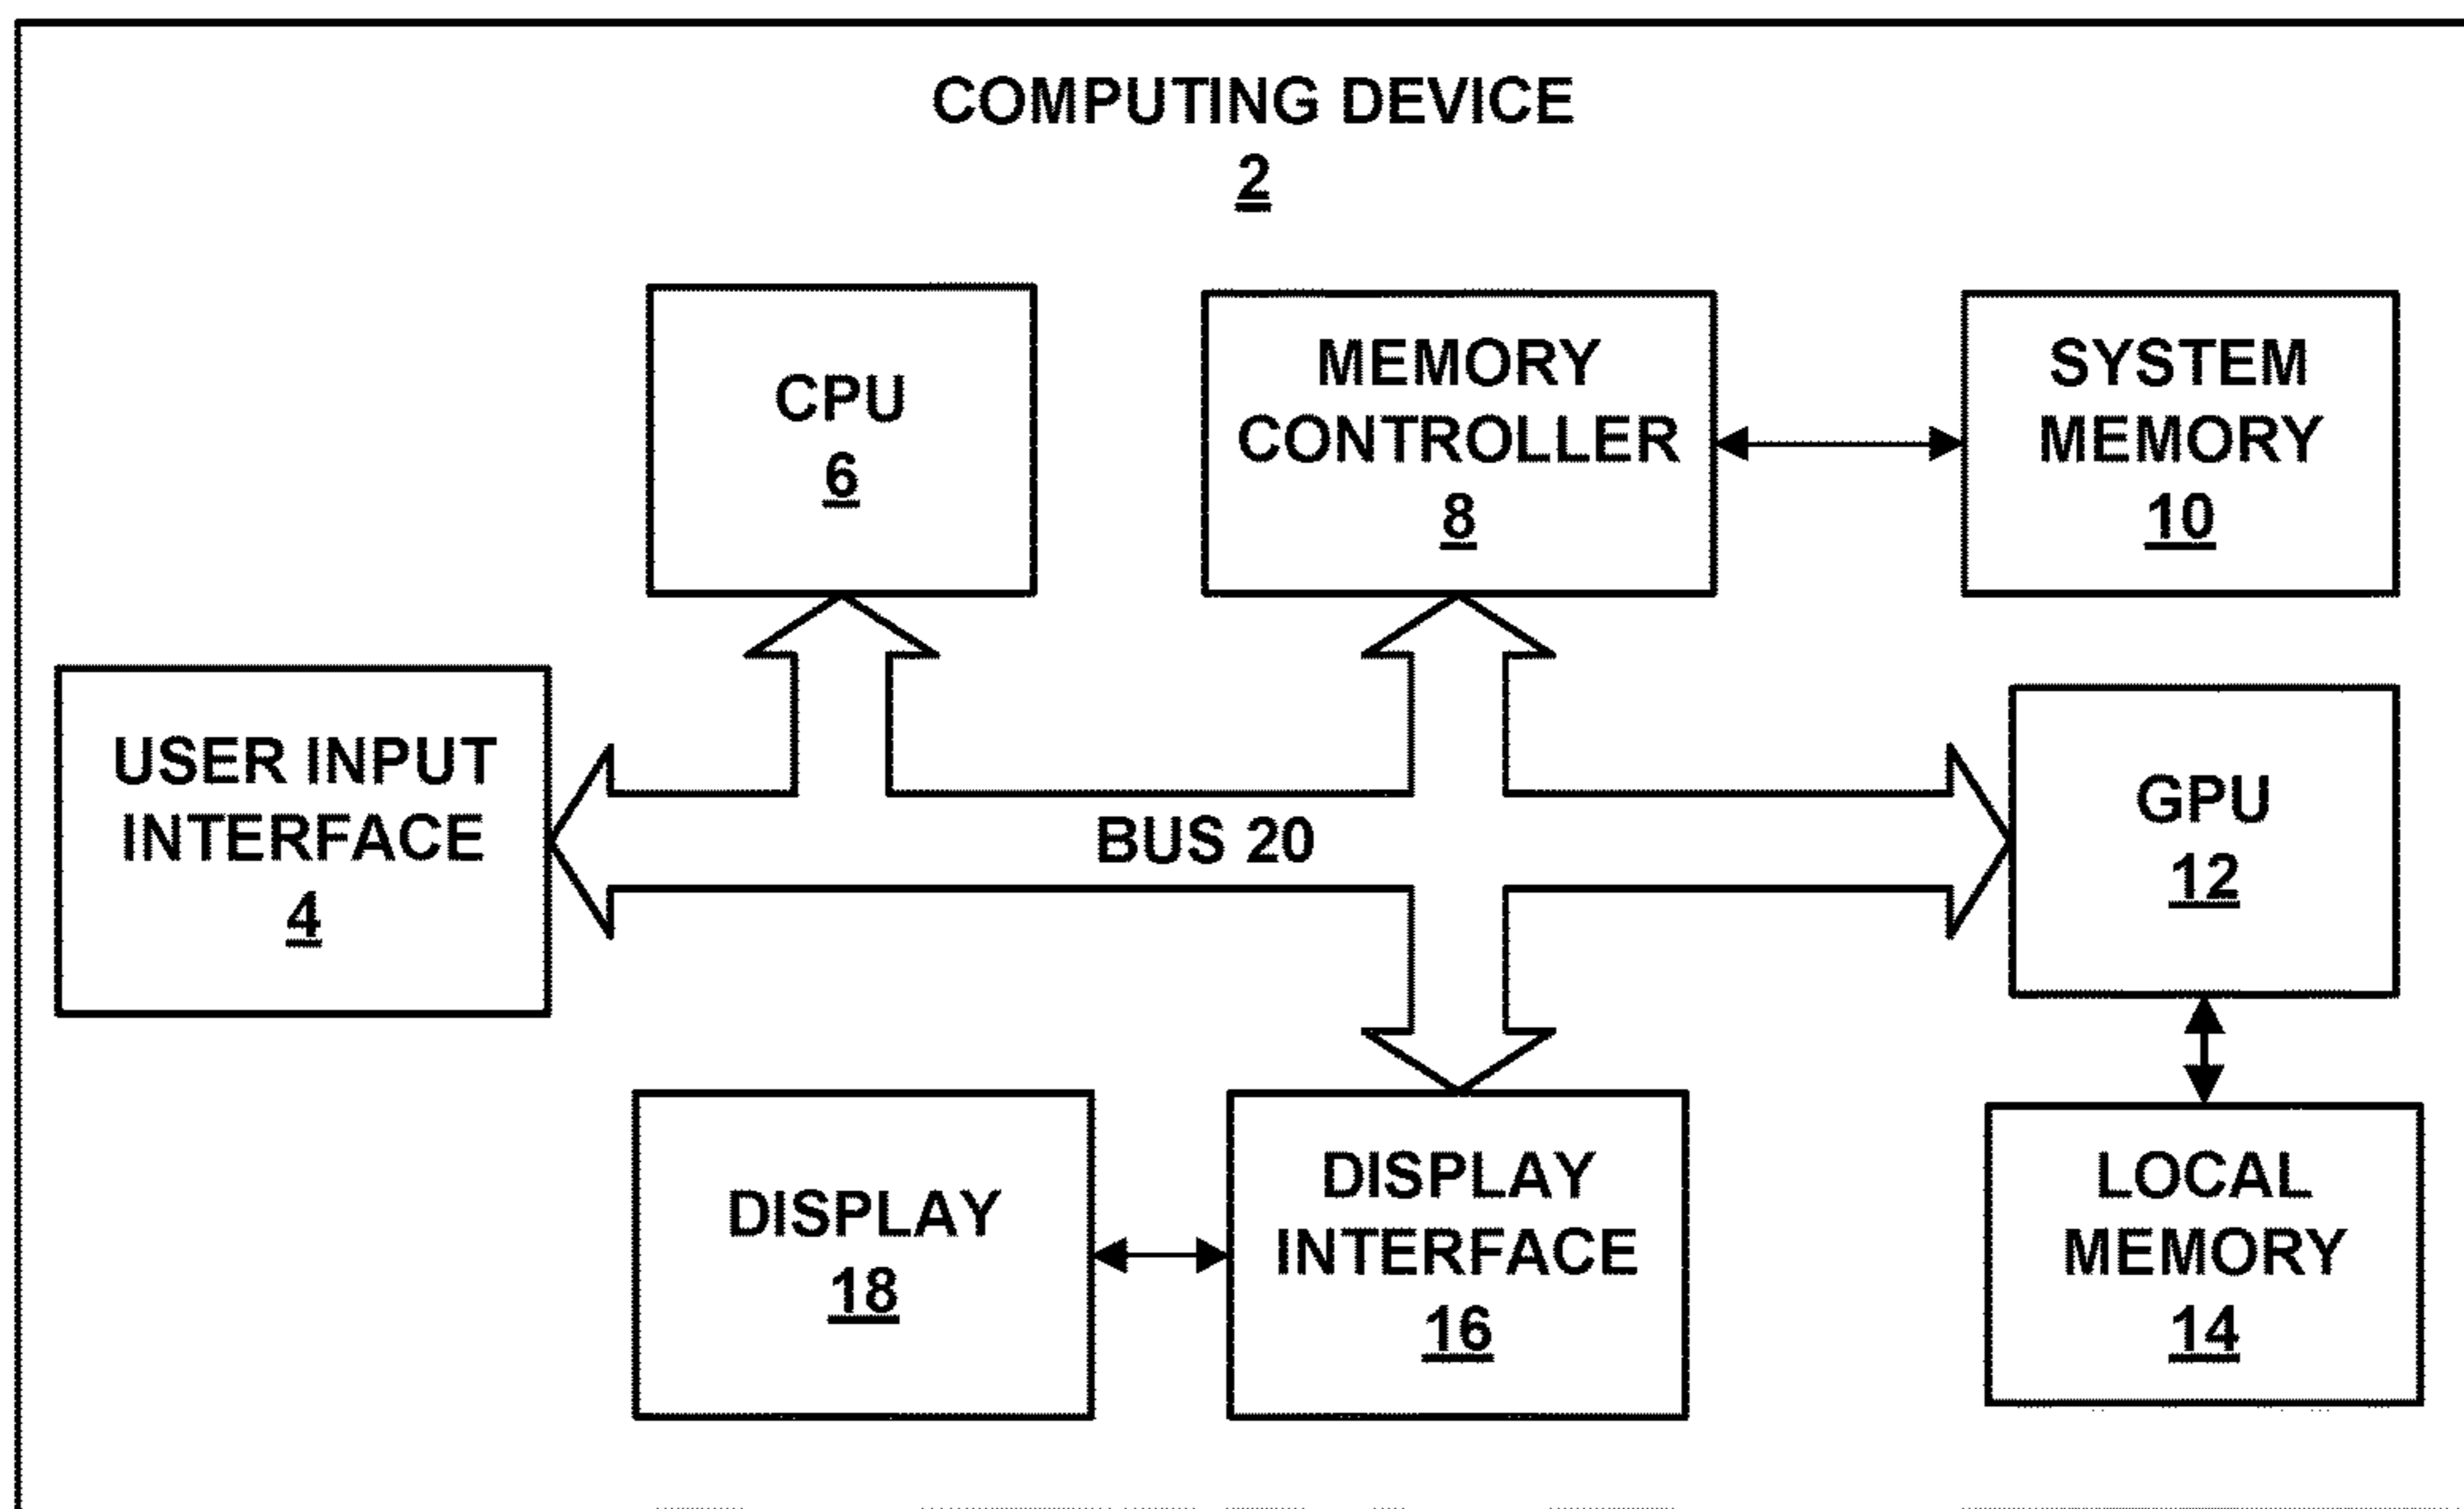 COMPUTING DEVICE
2
CPU
6
MEMORY
CONTROLLER
8
SYSTEM
MEMORY
10
USER INPUT
INTERFACE
4
BUS 20
GPU
12
DISPLAY
18
DISPLAY
INTERFACE
16
LOCAL
MEMORY
14